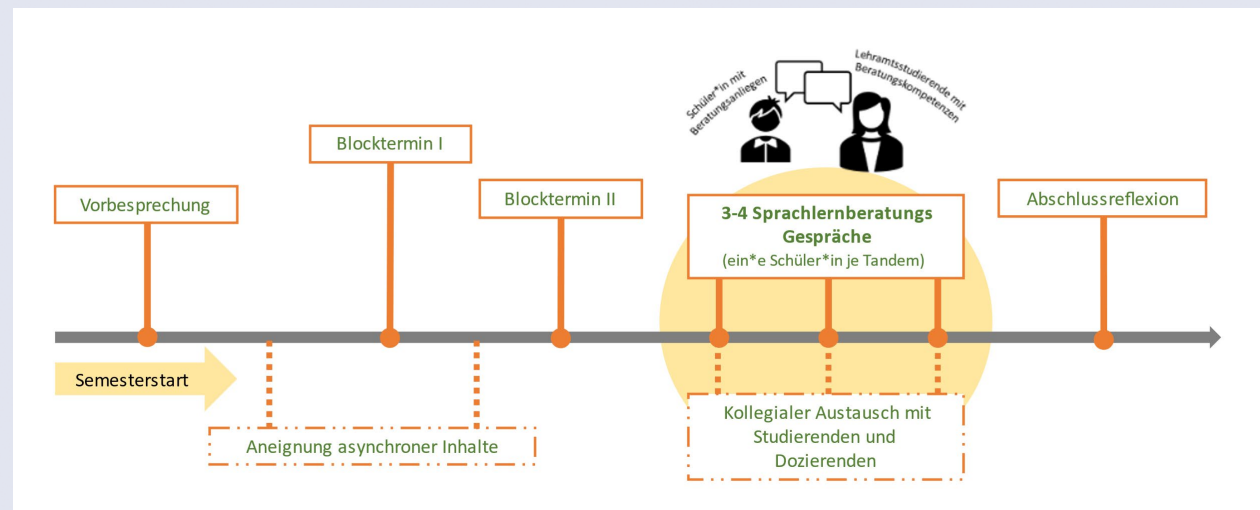 Schüler*in mit
Beratungsanliegen
Lehramtsstudierende mit
Beratungskompetenzen
Blocktermin I
Vorbesprechung
Blocktermin II
3-4 Sprachlernberatungs
Gespräche
(ein*e Schüler*in je Tandem)
Abschlussreflexion
Semesterstart
Aneignung asynchroner Inhalte
Kollegialer Austausch mit
Studierenden und
Dozierenden